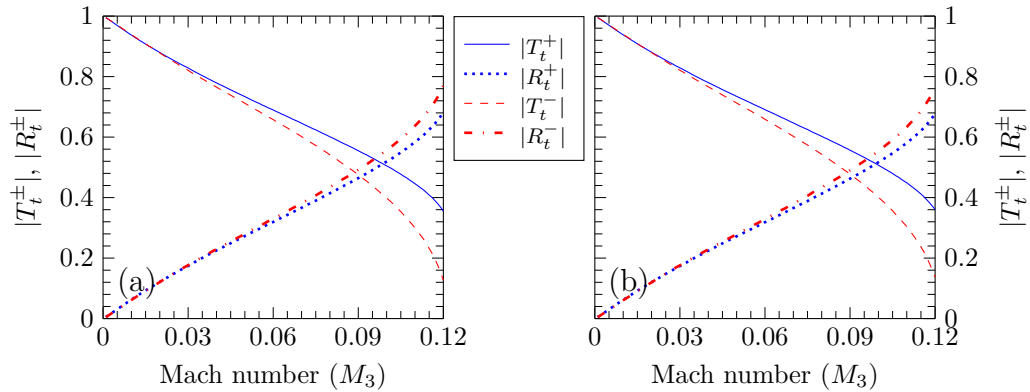 |T_t^±|, |R_t^±|
1
0.8
0.6
0.4
0.2
0
(a)
0 0.03 0.06 0.09 0.12
Mach number (M_3)
|T_t^+|
|R_t^+|
|T_t^-|
|R_t^-|
(b)
0 0.03 0.06 0.09 0.12
Mach number (M_3)
1
0.8
0.6
0.4
0.2
0
|T_t^±|, |R_t^±|